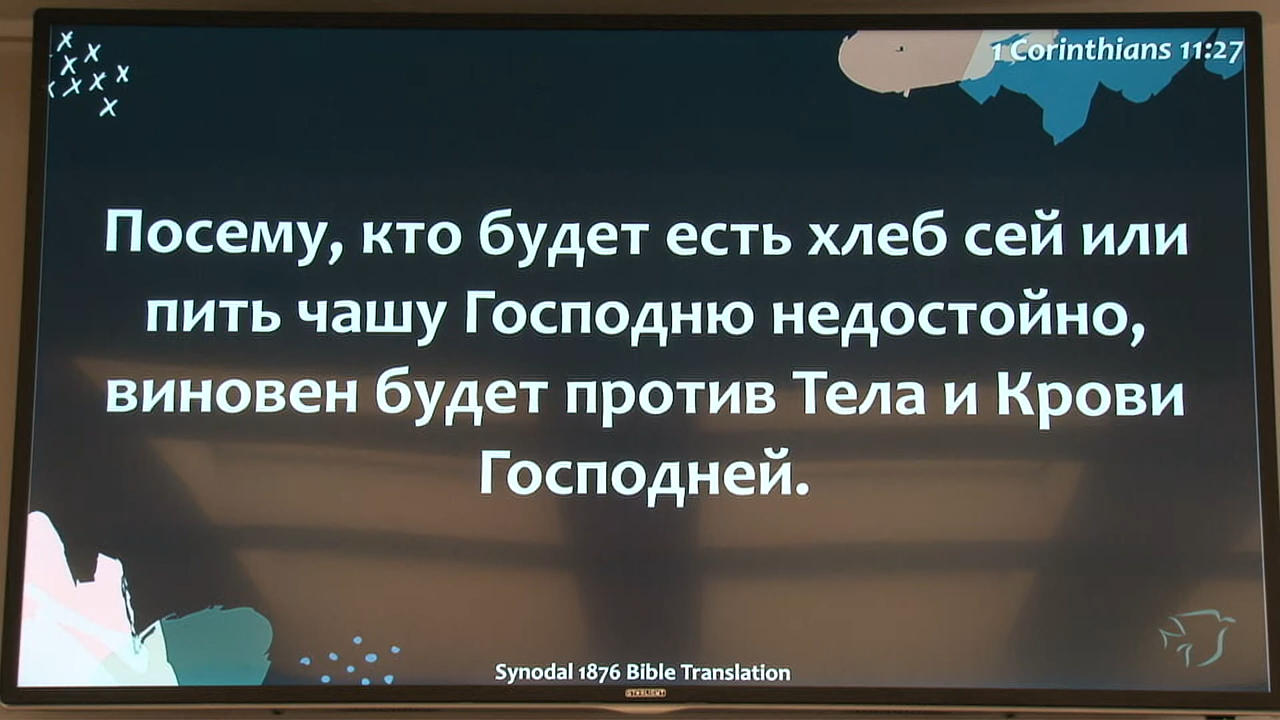 1 Corinthians 11:27
Посему, кто будет есть хлеб сей или
пить чашу Господню недостойно,
виновен будет против Тела и Крови
Господней.
Synodal 1876 Bible Translation
STARLIGHT